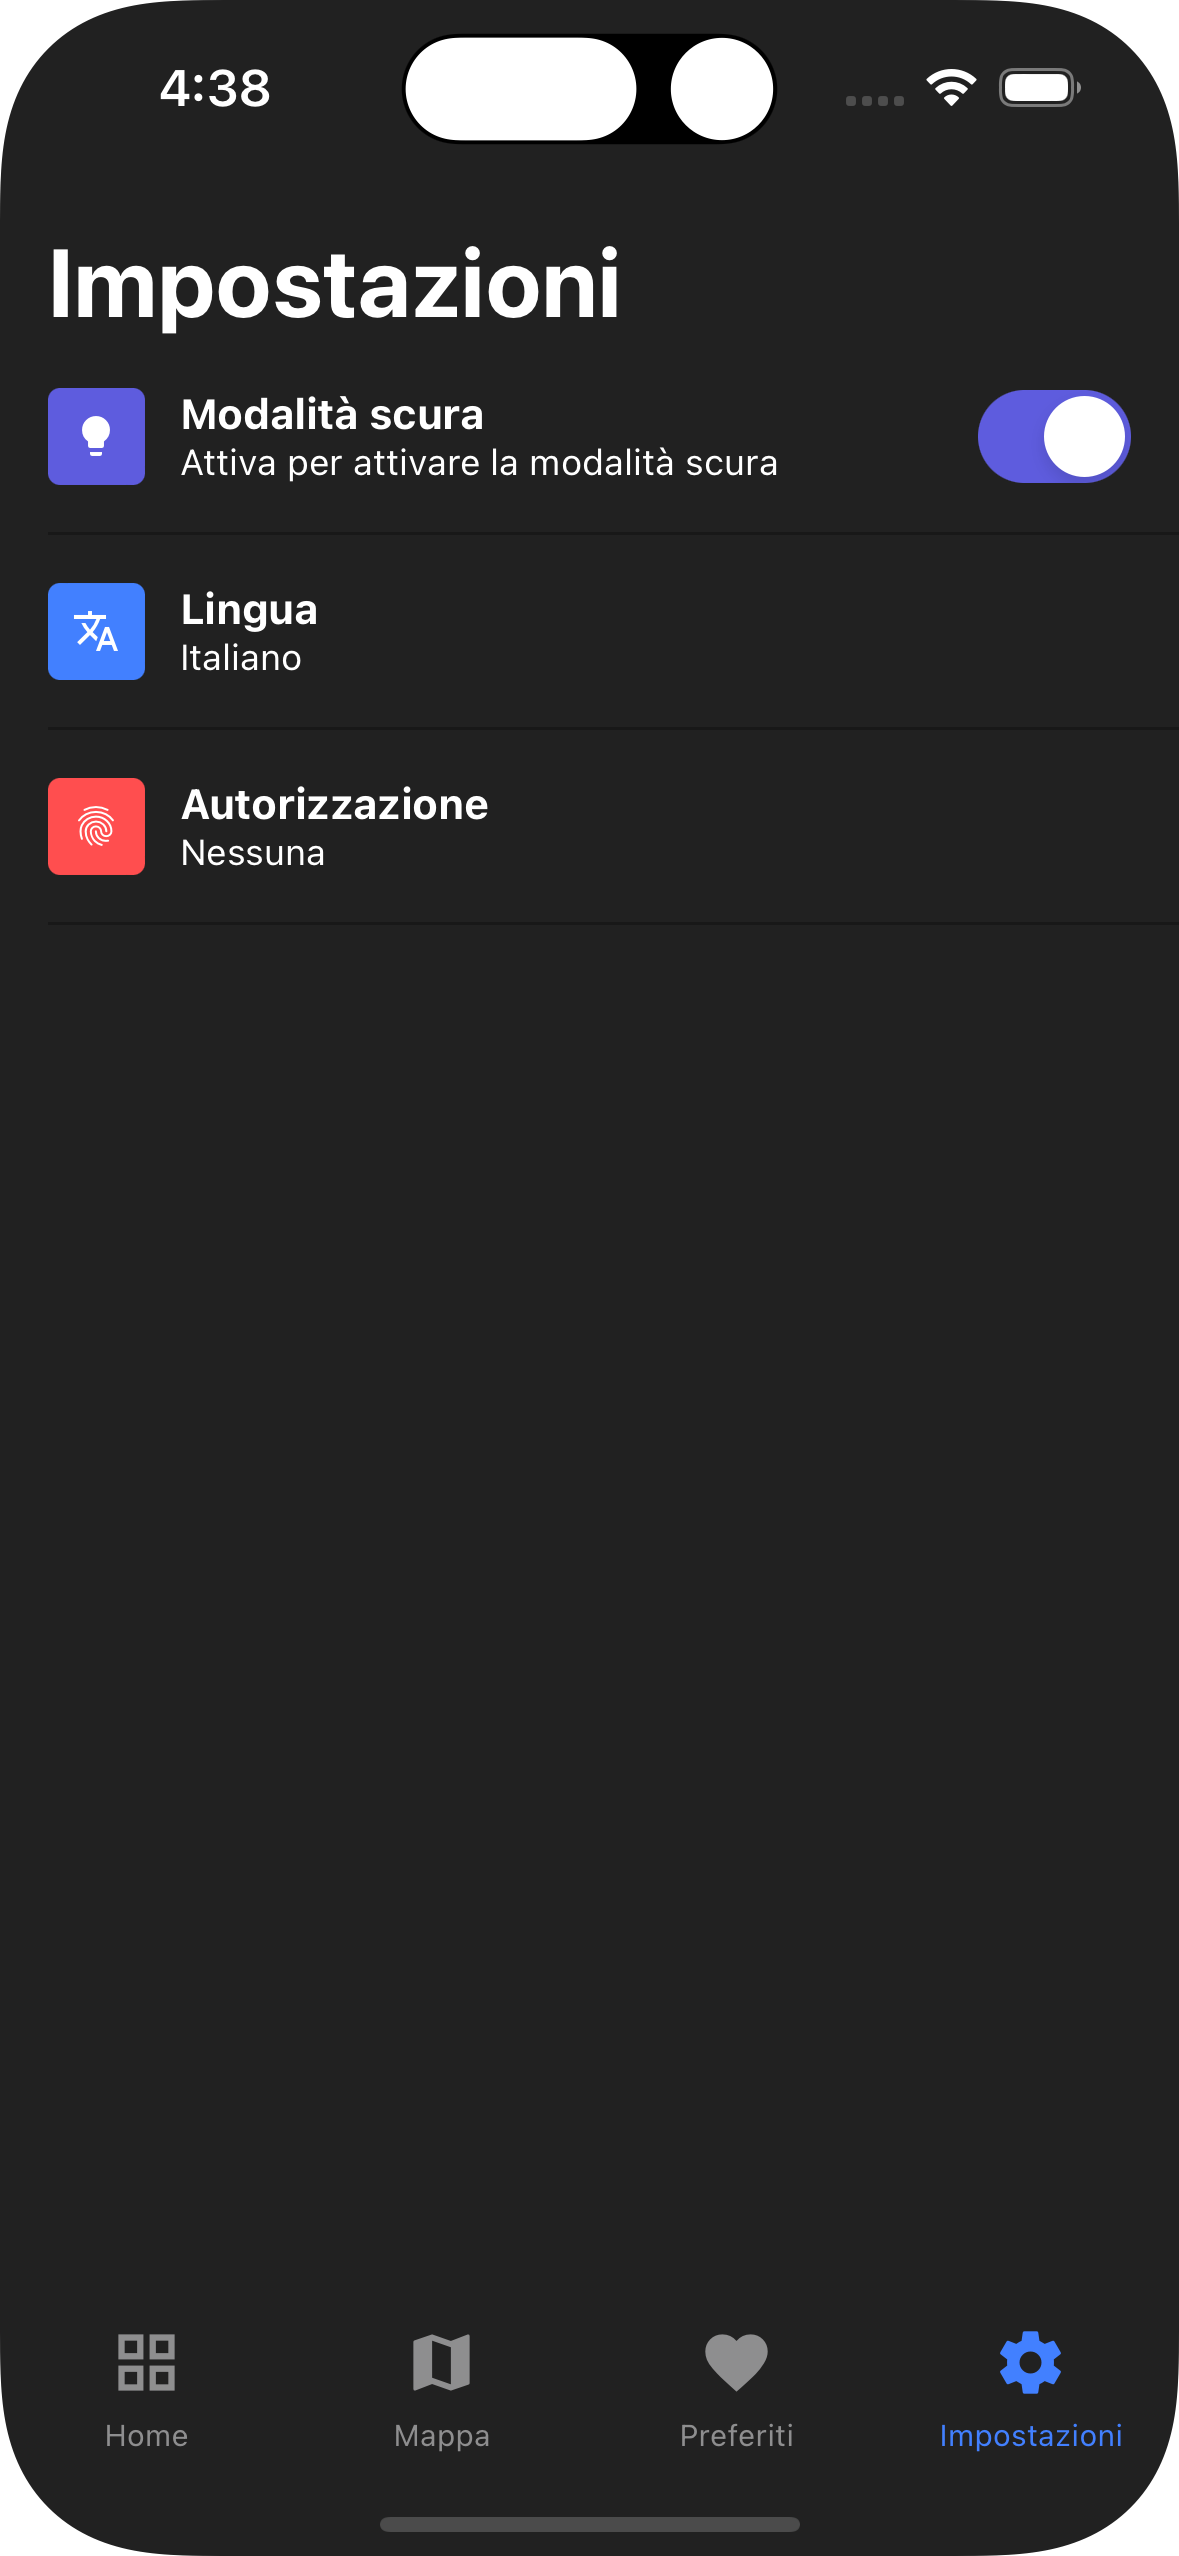 4:38
Impostazioni
Modalità scura
Attiva per attivare la modalità scura
Lingua
Italiano
Autorizzazione
Nessuna
Home
Mappa
Preferiti
Impostazioni